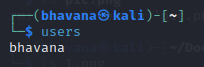 ┌──(bhavana㉿kali)-[~]
└─$ users
bhavana